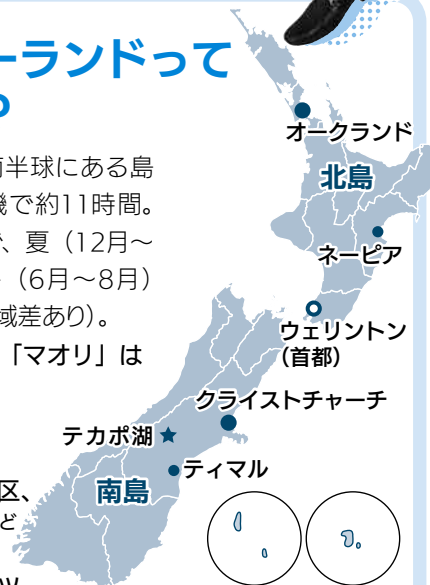 ーランドって
南半球にある島
機で約11時間。
、夏（12月～
（6月～8月）
域差あり）。
「マオリ」は
区、
ど
オークランド
北島
ネーピア
ウェリントン
（首都）
クライストチャーチ
テカポ湖
ティマル
南島